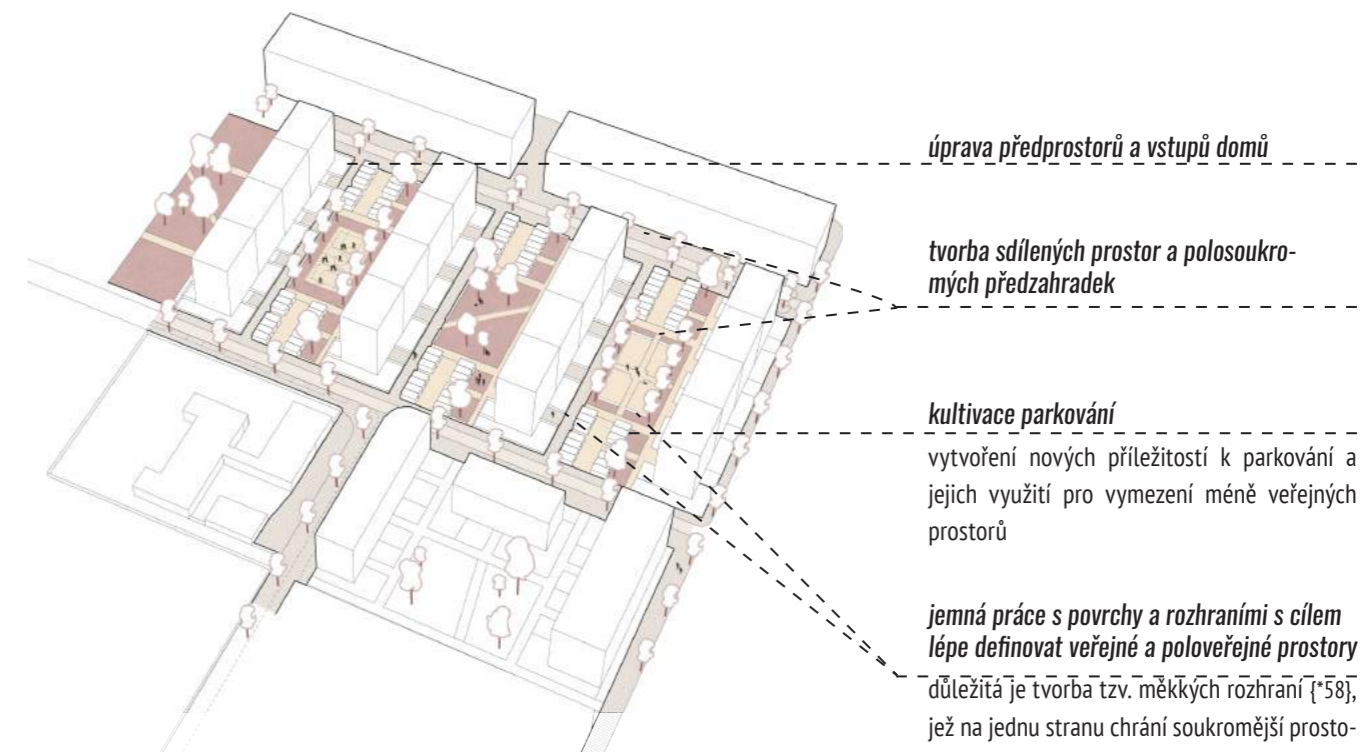 úprava předprostorů a vstupů domů
tvorba sdílených prostor a polosoukro-
mých předzahradek
kultivace parkování
vytvoření nových příležitostí k parkování a
jejich využití pro vymezení méně veřejných
prostorů
jemná práce s povrchy a rozhraními s cílem
lépe definovat veřejné a poloveřejné prostory
důležitá je tvorba tzv. měkkých rozhraní {*58},
jež na jednu stranu chrání soukromější prosto-